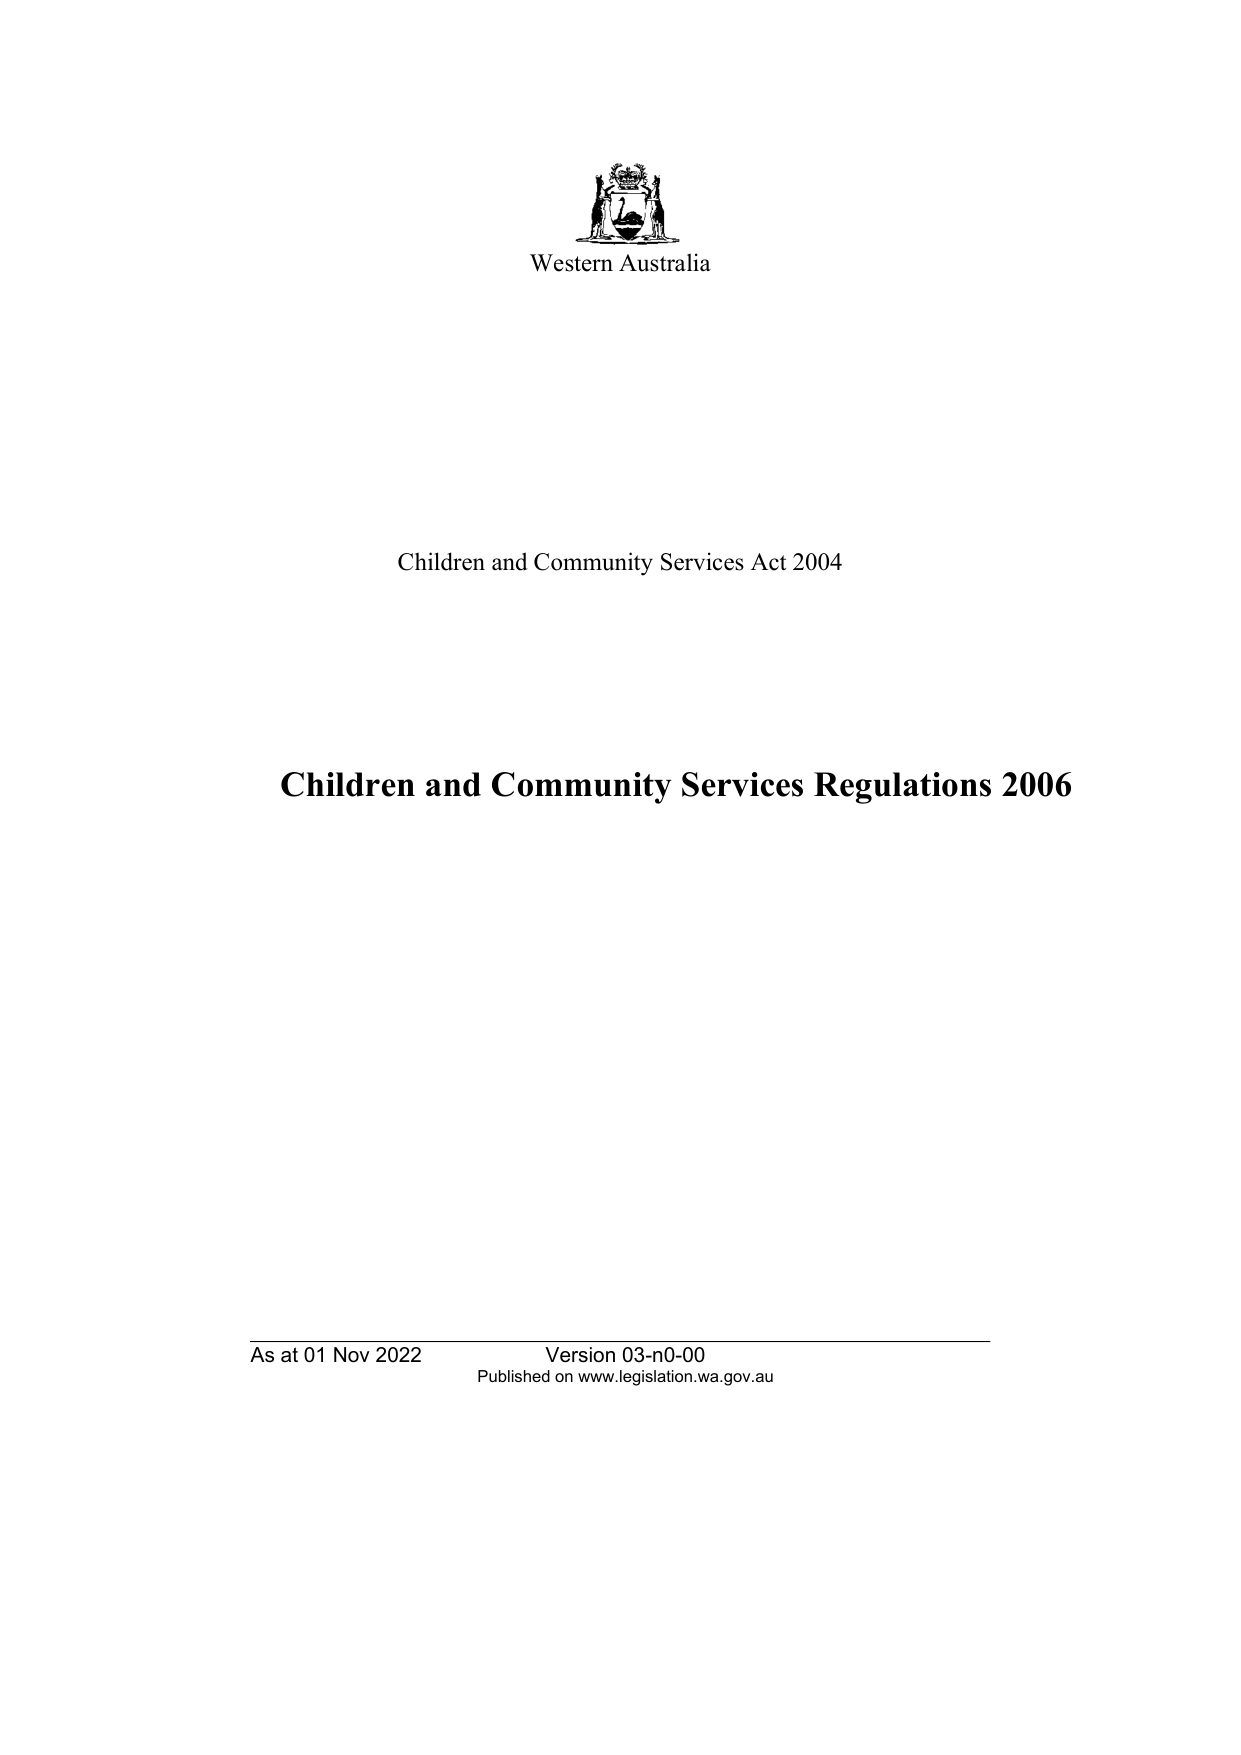 Western Australia
Children and Community Services Act 2004
Children and Community Services Regulations 2006
As at 01 Nov 2022 Version 03-n0-00
Published on www.legislation.wa.gov.au